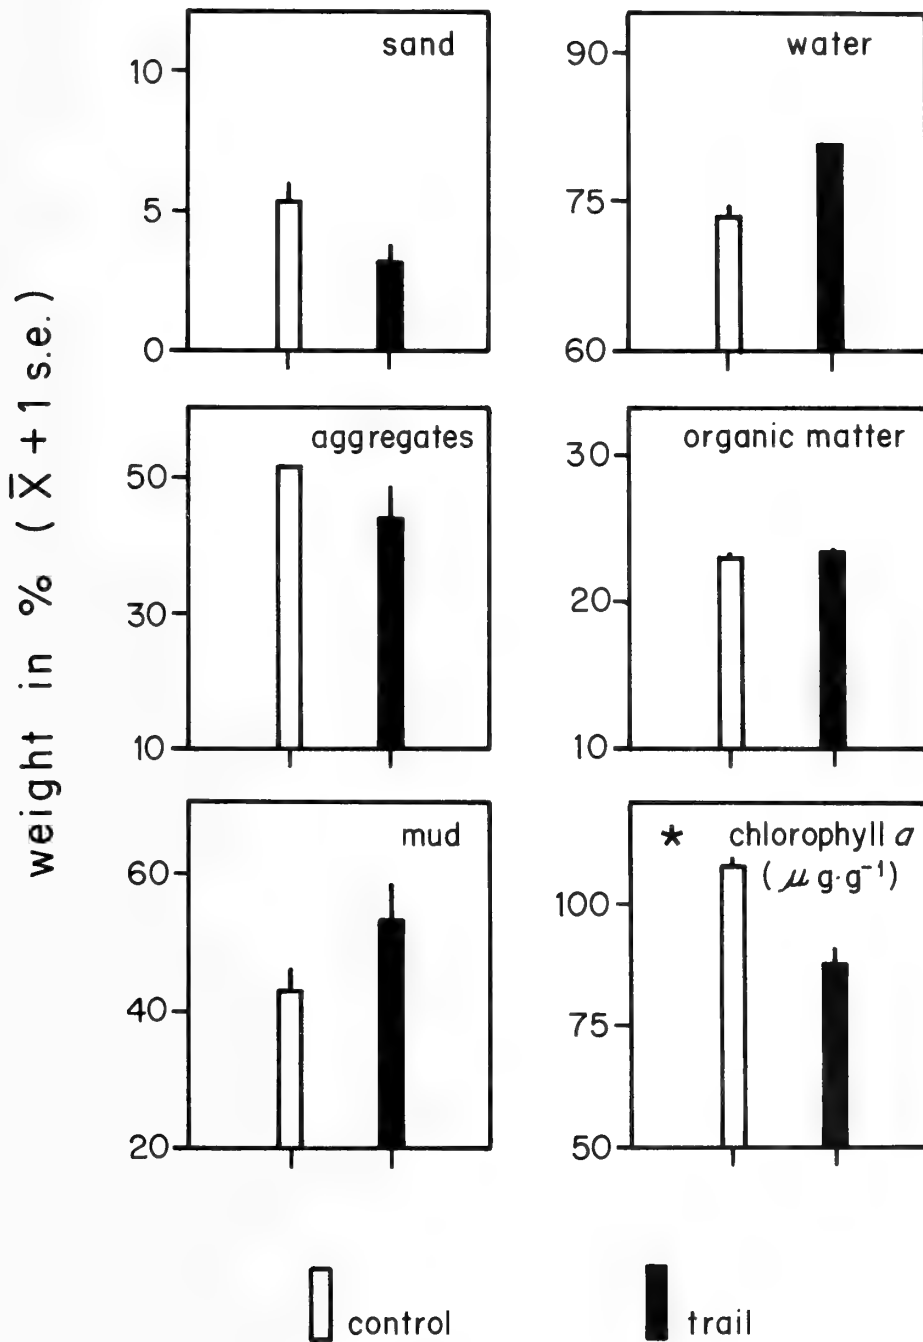 weight in % ( X̄ + 1 s.e.)
sand
10
5
0
water
90
75
60
aggregates
50
30
10
organic matter
30
20
10
mud
60
40
20
* chlorophyll a
( μ g·g⁻¹)
100
75
50
control
trail